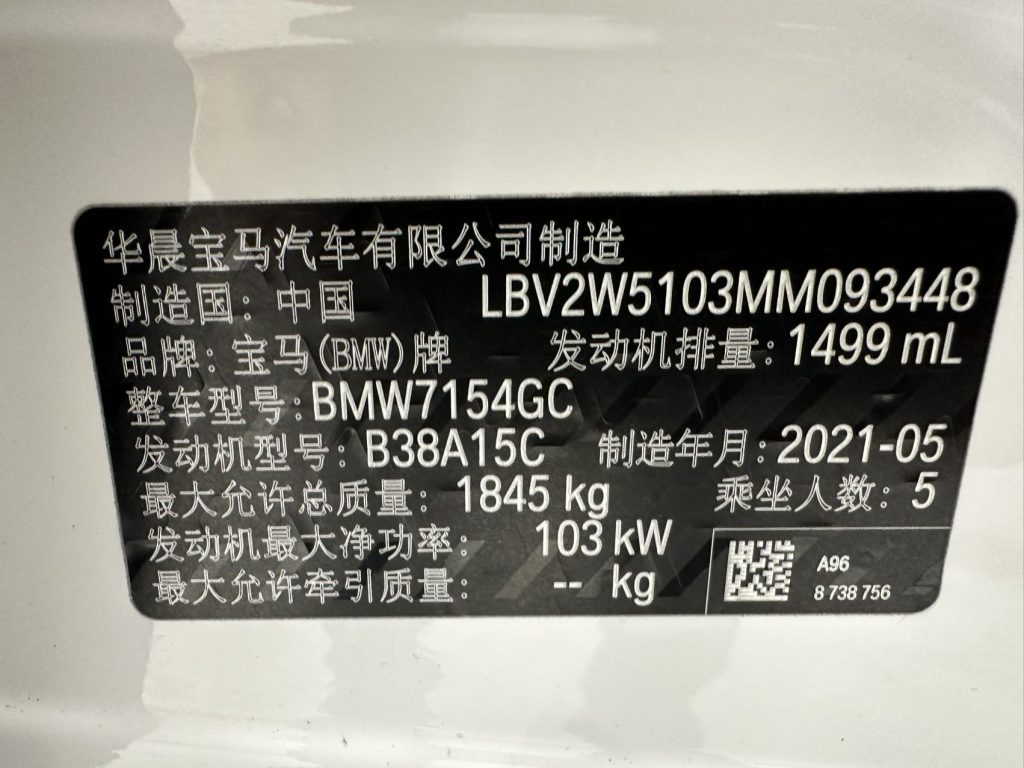 华晨宝马汽车有限公司制造
制造国：中国 LBV2W5103MM093448
品牌：宝马(BMW)牌 发动机排量：1499 mL
整车型号：BMW7154GC
发动机型号：B38A15C 制造年月：2021-05
最大允许总质量：1845 kg 乘坐人数：5
发动机最大净功率：103 kW
最大允许牵引质量：-- kg
A96
8 738 756